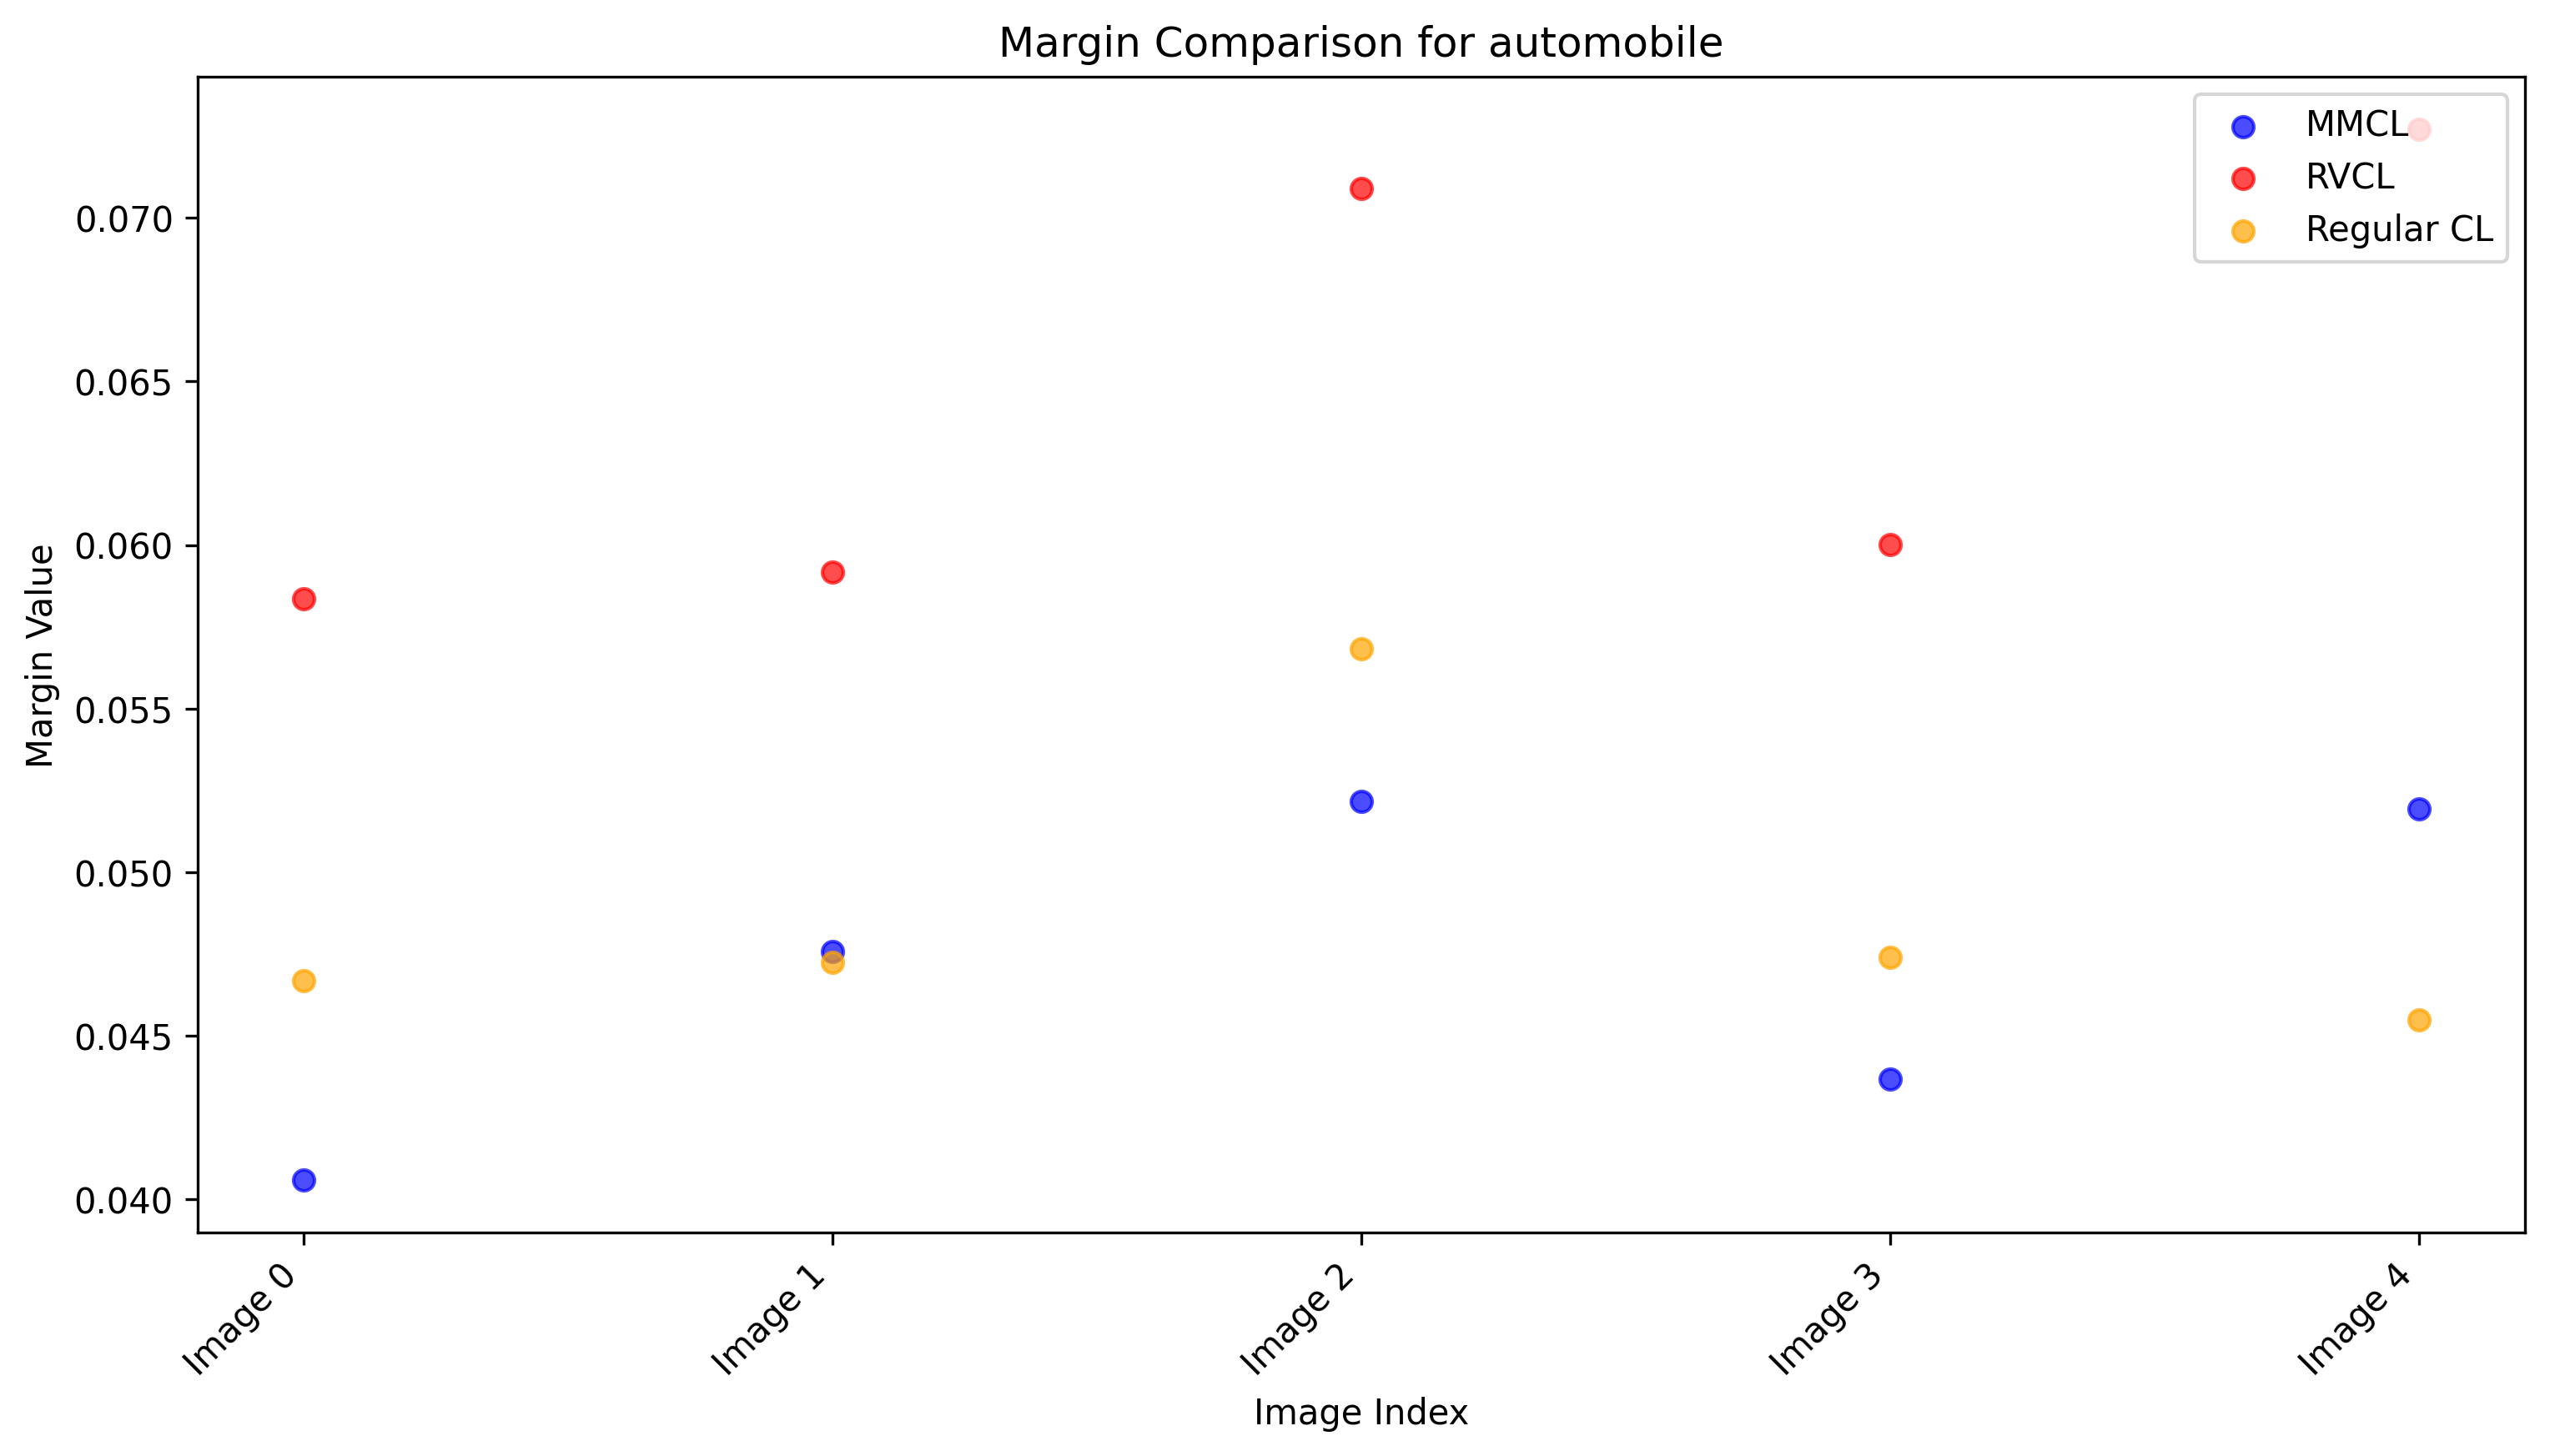 Margin Comparison for automobile
MMCL
RVCL
Regular CL
Margin Value
0.070
0.065
0.060
0.055
0.050
0.045
0.040
Image 0
Image 1
Image 2
Image 3
Image 4
Image Index